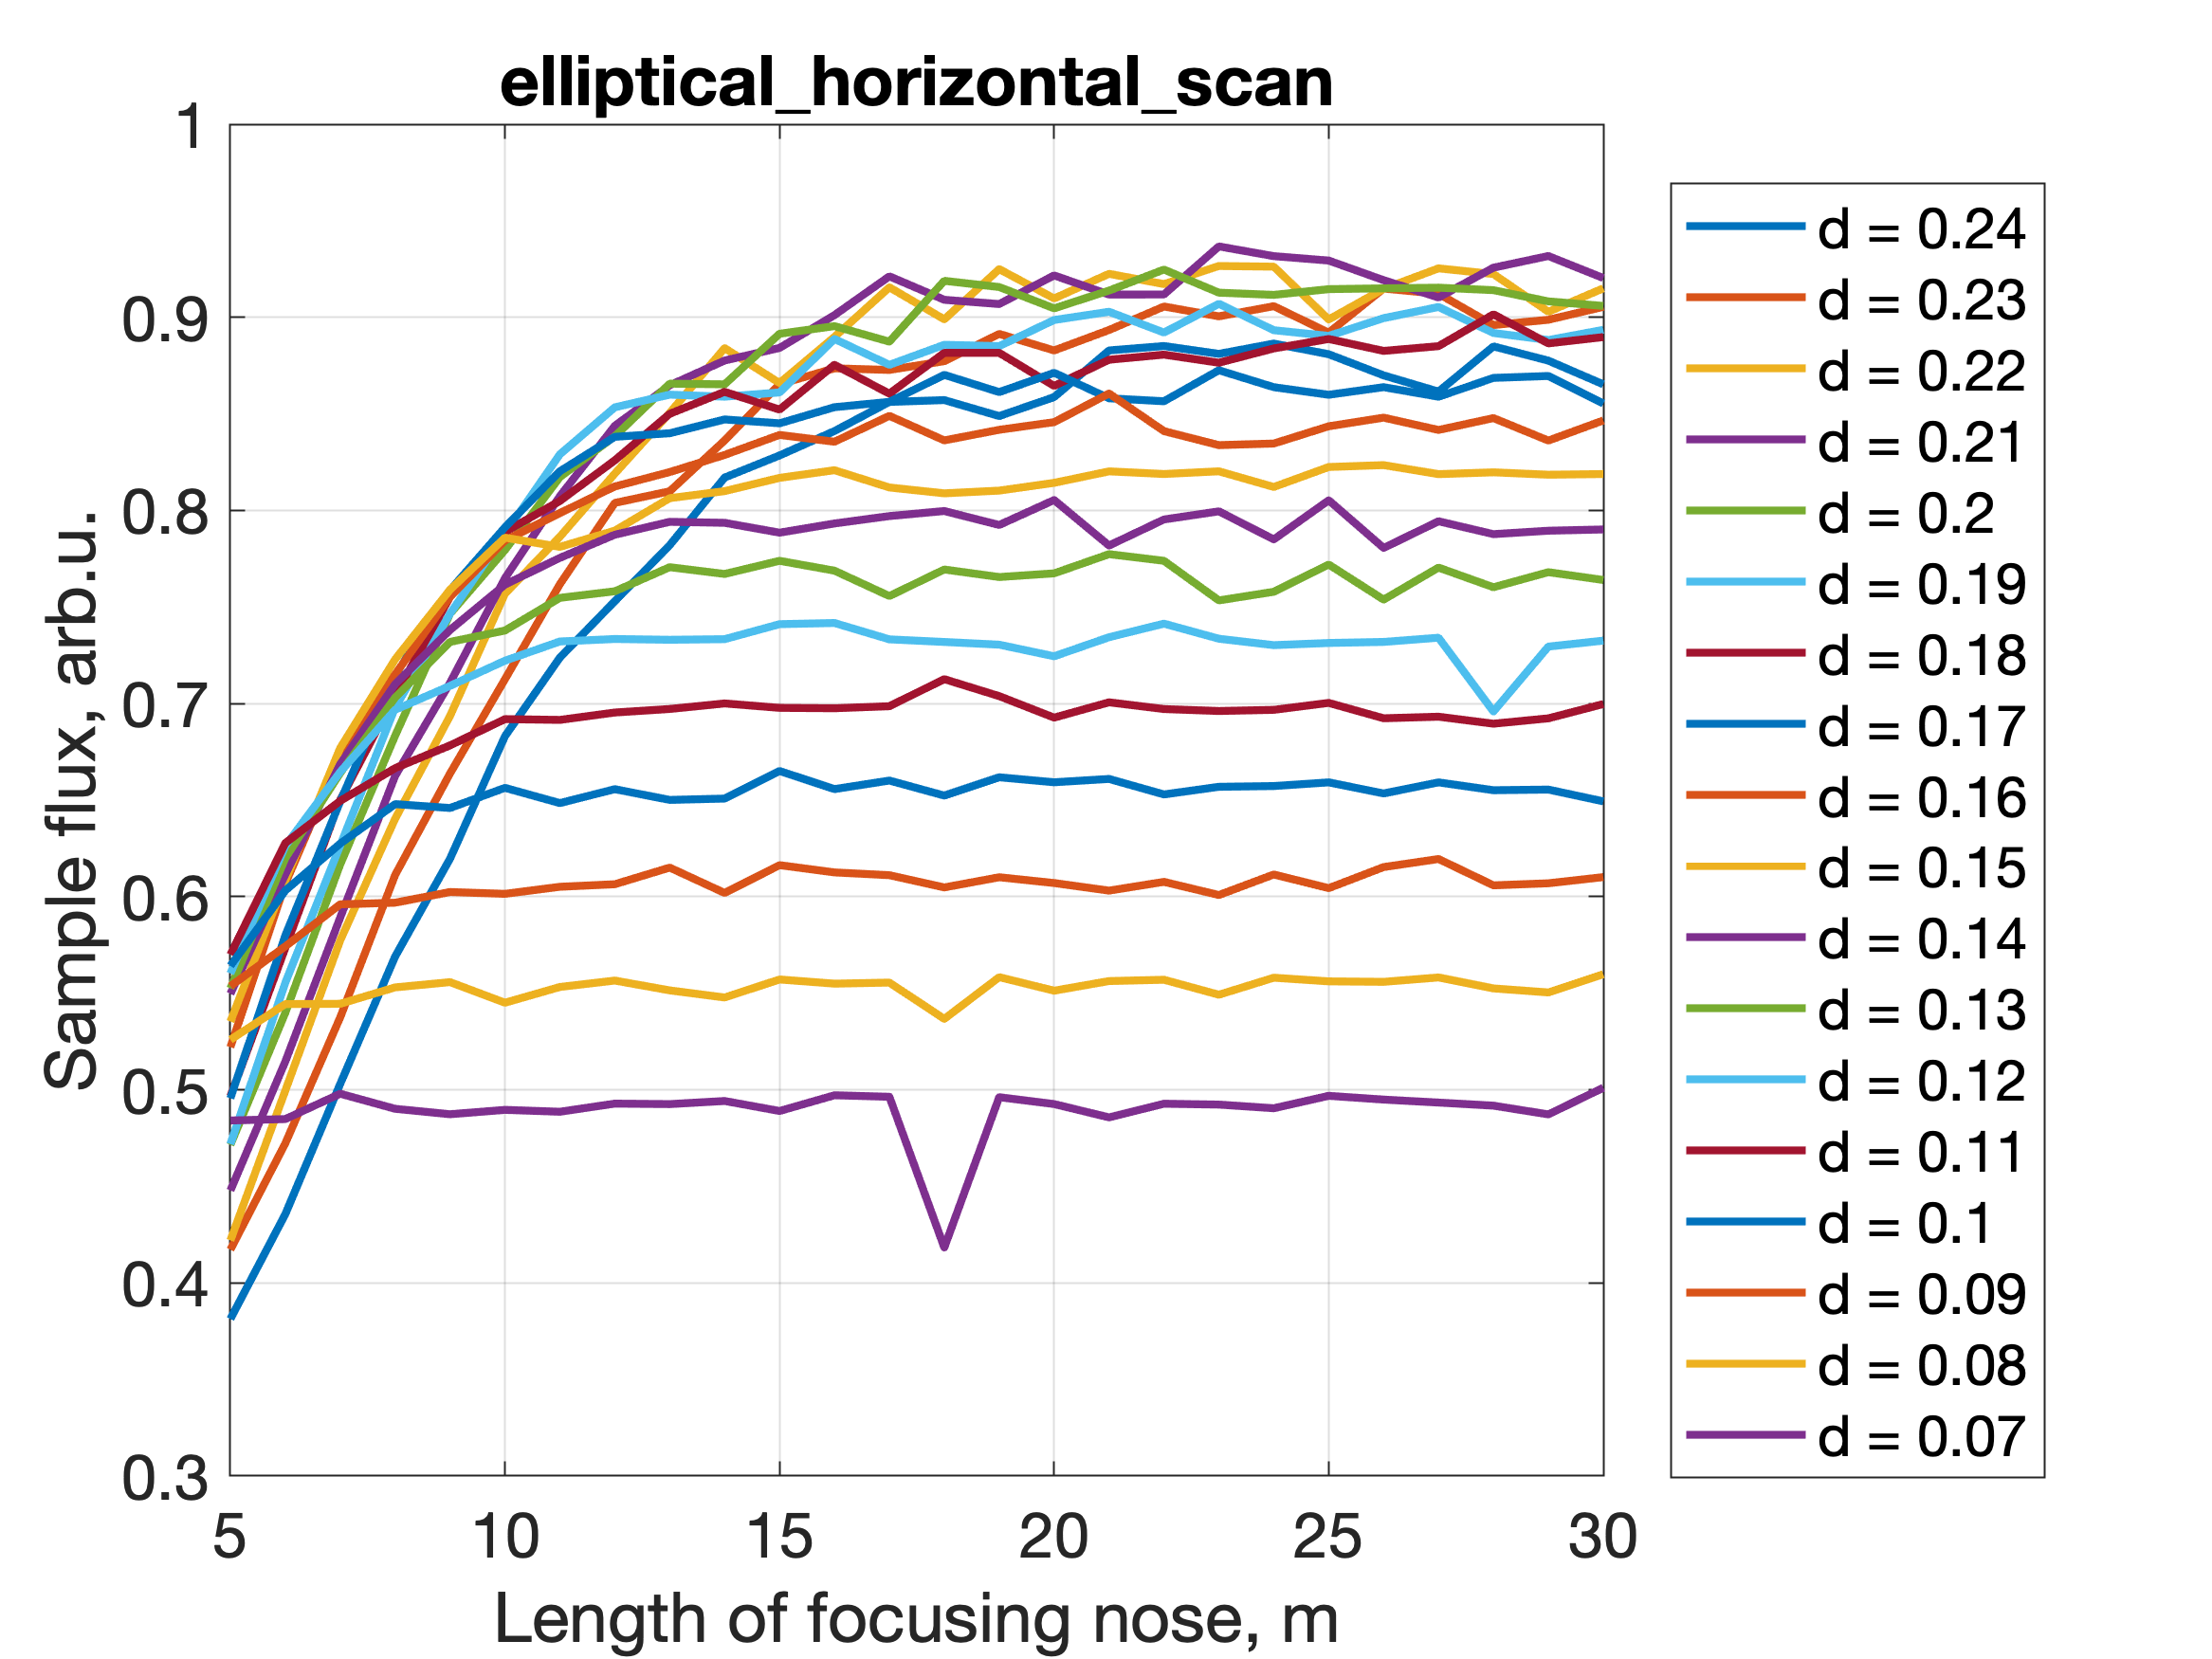 elliptical_horizontal_scan
1
0.9
0.8
0.7
0.6
0.5
0.4
0.3
Sample flux, arb.u.
5 10 15 20 25 30
Length of focusing nose, m
d = 0.24
d = 0.23
d = 0.22
d = 0.21
d = 0.2
d = 0.19
d = 0.18
d = 0.17
d = 0.16
d = 0.15
d = 0.14
d = 0.13
d = 0.12
d = 0.11
d = 0.1
d = 0.09
d = 0.08
d = 0.07